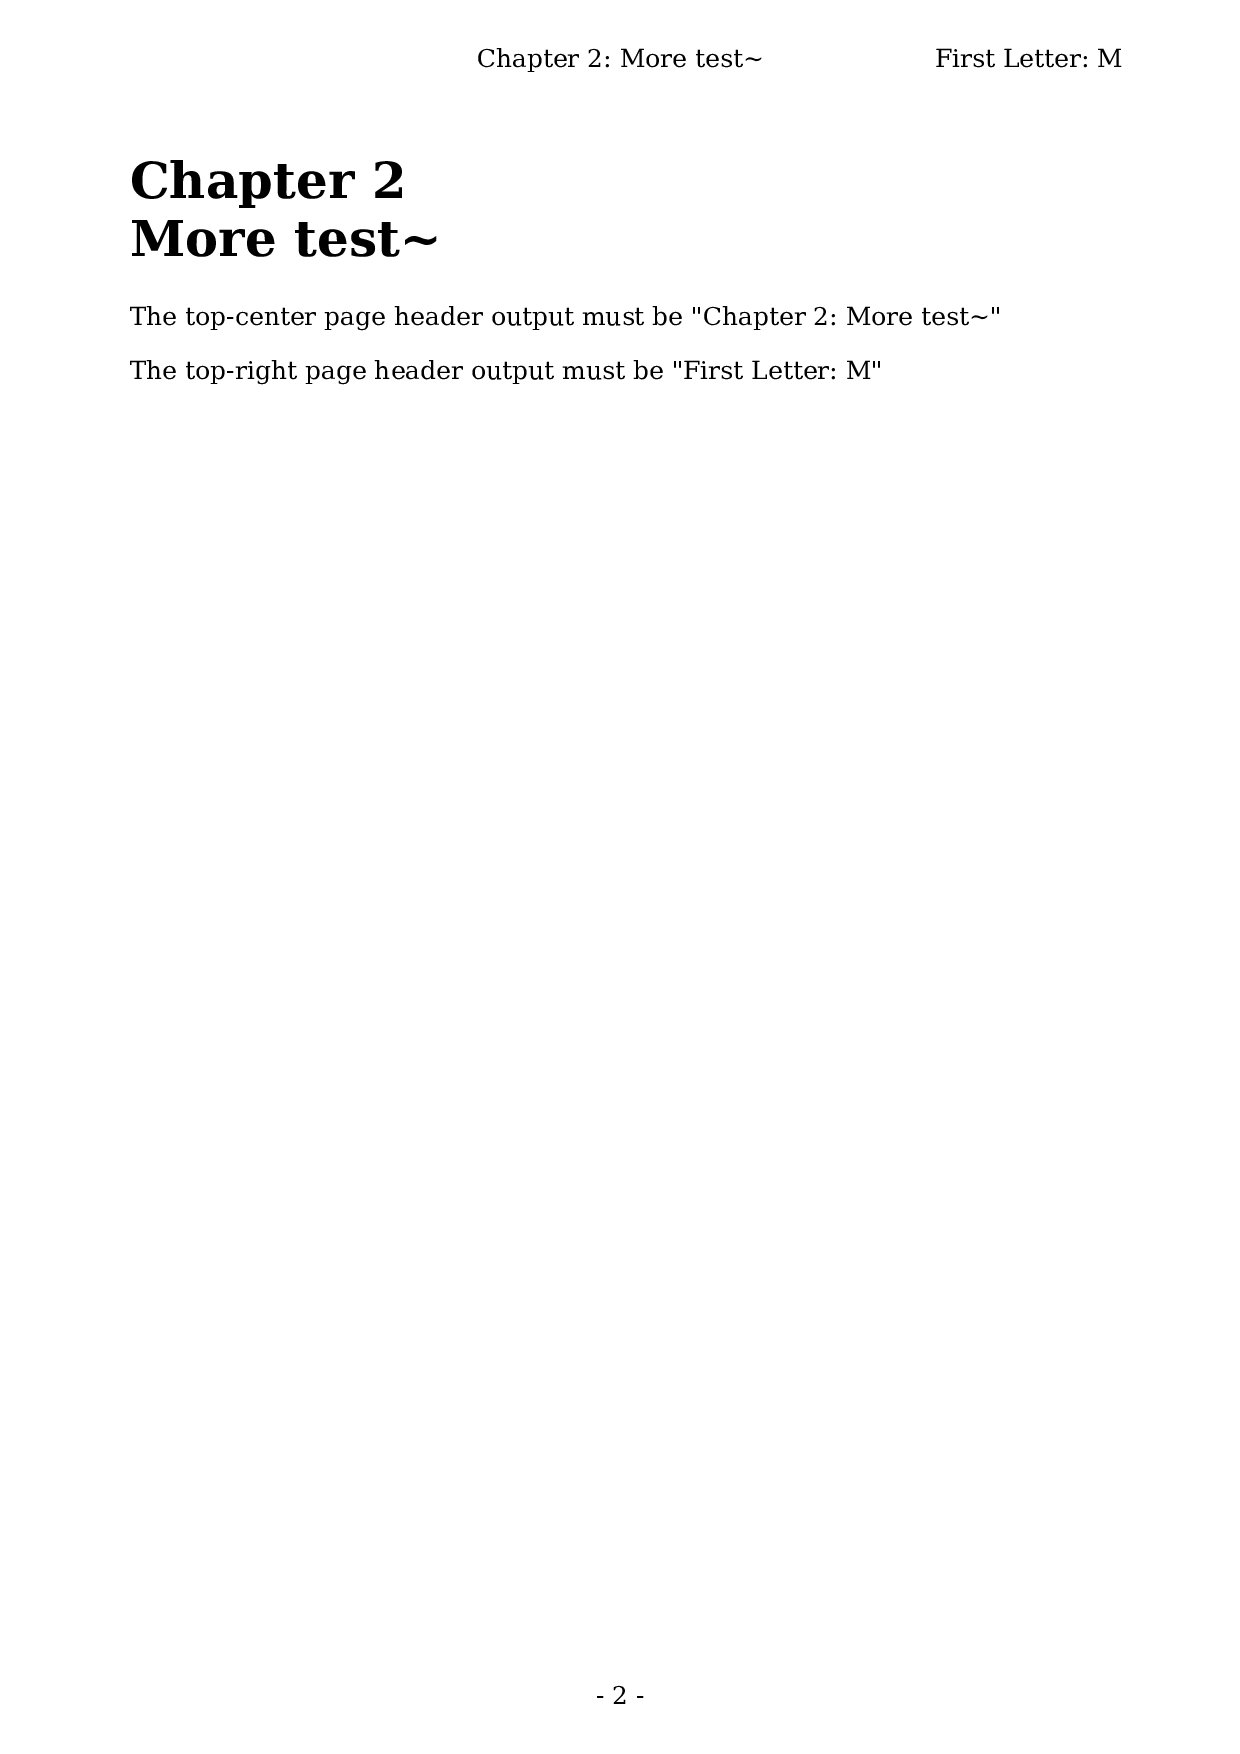 Chapter 2: More test~ First Letter: M
Chapter 2
More test~
The top-center page header output must be "Chapter 2: More test~"
The top-right page header output must be "First Letter: M"
- 2 -